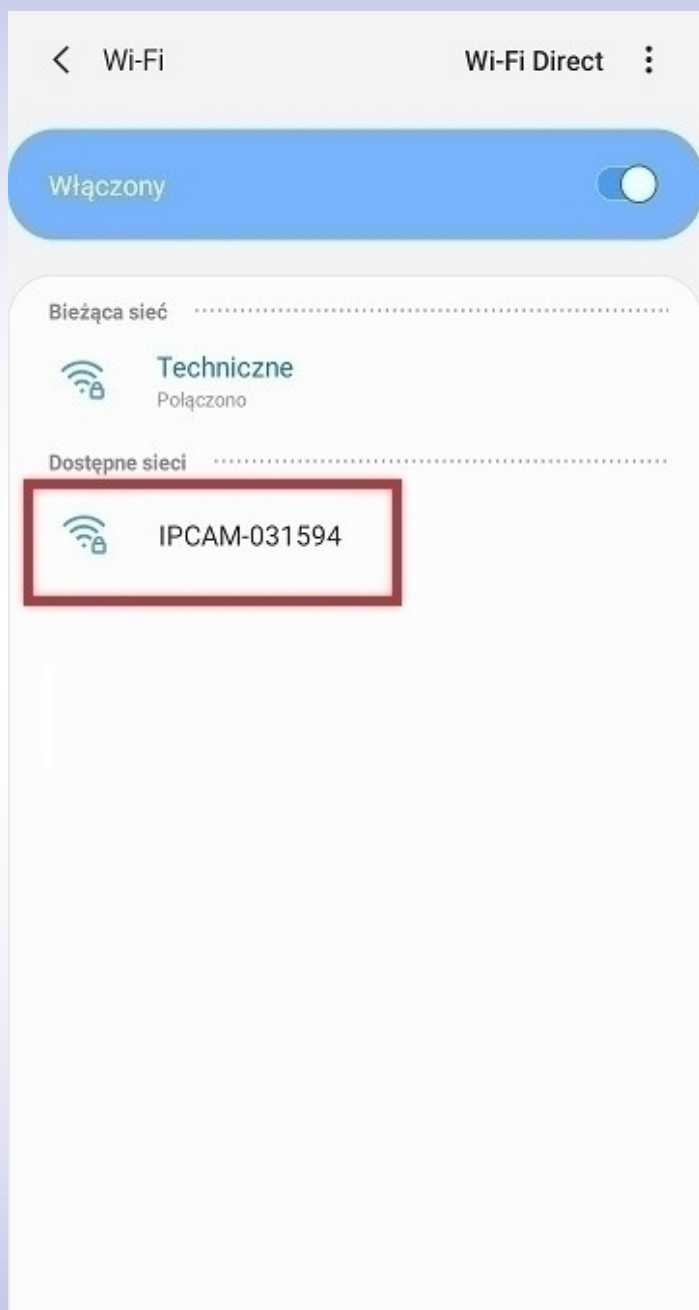 Wi-Fi
Wi-Fi Direct
Włączony
Bieżąca sieć
Techniczne
Połączono
Dostępne sieci
IPCAM-031594